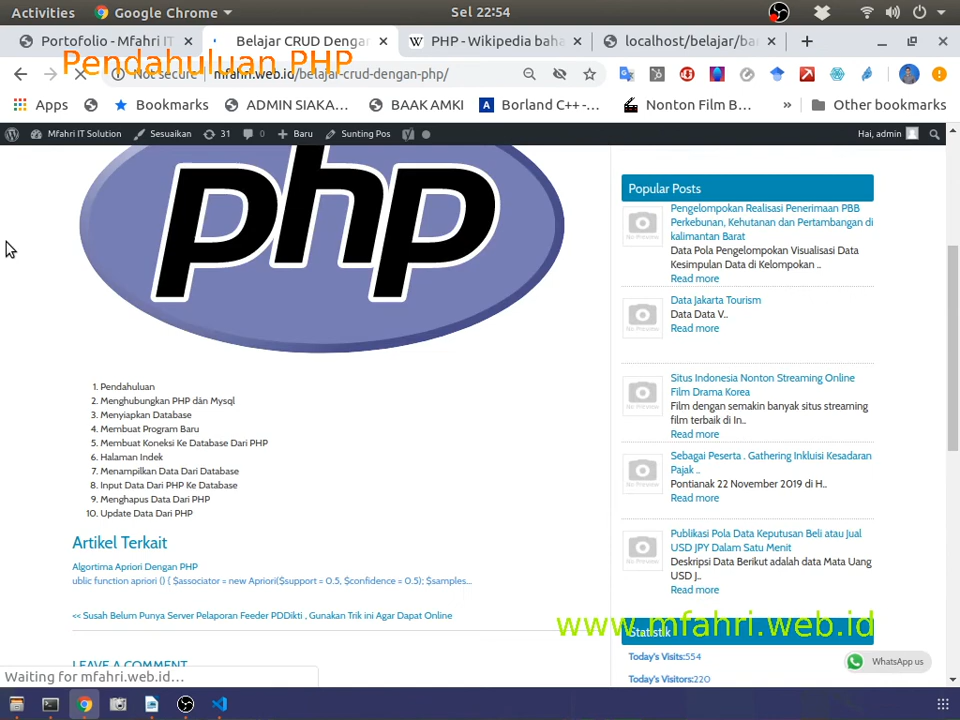 Activities Google Chrome Sel 22:54
Portofolio - Mfahri IT Belajar CRUD Denga PHP - Wikipedia baha localhost/belajar/ba
Pendahuluan PHP
Not secure mfahri.web.id/belajar-crud-dengan-php/
Apps Bookmarks ADMIN SIAKA... BAAK AMKI Borland C++ -... Nonton Film B... » Other bookmarks
Mfahri IT Solution Sesuaikan 31 0 Baru Sunting Pos Hai, admin
php
1. Pendahuluan
2. Menghubungkan PHP dan Mysql
3. Menyiapkan Database
4. Membuat Program Baru
5. Membuat Koneksi Ke Database Dari PHP
6. Halaman Indek
7. Menampilkan Data Dari Database
8. Input Data Dari PHP Ke Database
9. Menghapus Data Dari PHP
10. Update Data Dari PHP
Artikel Terkait
Algortima Apriori Dengan PHP
ublic function apriori () { $associator = new Apriori($support = 0.5, $confidence = 0.5); $samples...
<< Susah Belum Punya Server Pelaporan Feeder PDDikti , Gunakan Trik ini Agar Dapat Online
LEAVE A COMMENT
Popular Posts
Pengelompokan Realisasi Penerimaan PBB
Perkebunan, Kehutanan dan Pertambangan di
kalimantan Barat
Data Pola Pengelompokan Visualisasi Data
Kesimpulan Data di Kelompokan ..
Read more
Data Jakarta Tourism
Data Data V..
Read more
Situs Indonesia Nonton Streaming Online
Film Drama Korea
Film dengan semakin banyak situs streaming
film terbaik di In..
Read more
Sebagai Peserta . Gathering Inkluisi Kesadaran
Pajak ..
Pontianak 22 November 2019 di H..
Read more
Publikasi Pola Data Keputusan Beli atau Jual
USD JPY Dalam Satu Menit
Deskripsi Data Berikut adalah data Mata Uang
USD J..
Read more
www.mfahri.web.id
Statistik
Today's Visits:554
Today's Visitors:220
WhatsApp us
Waiting for mfahri.web.id...
No Preview
No Preview
No Preview
No Preview
No Preview